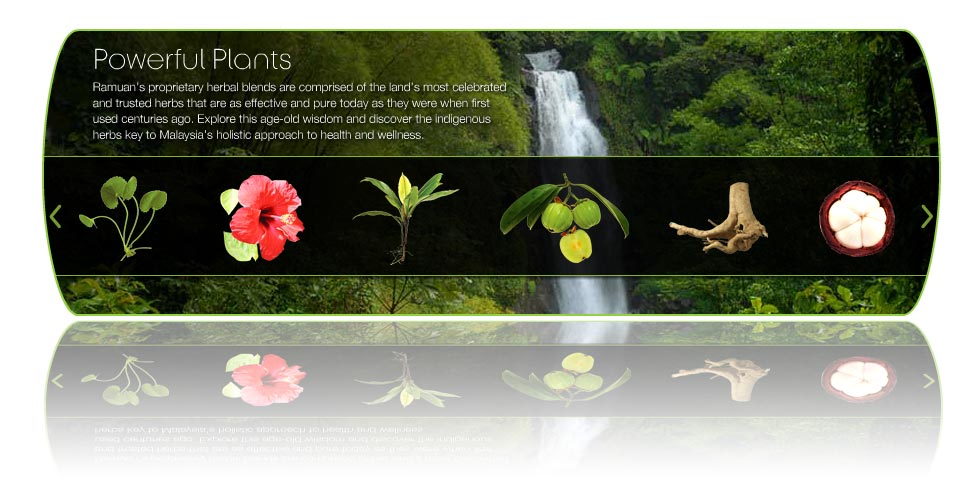 Powerful Plants
Ramuan's proprietary herbal blends are comprised of the land's most celebrated
and trusted herbs that are as effective and pure today as they were when first
used centuries ago. Explore this age-old wisdom and discover the indigenous
herbs key to Malaysia's holistic approach to health and wellness.